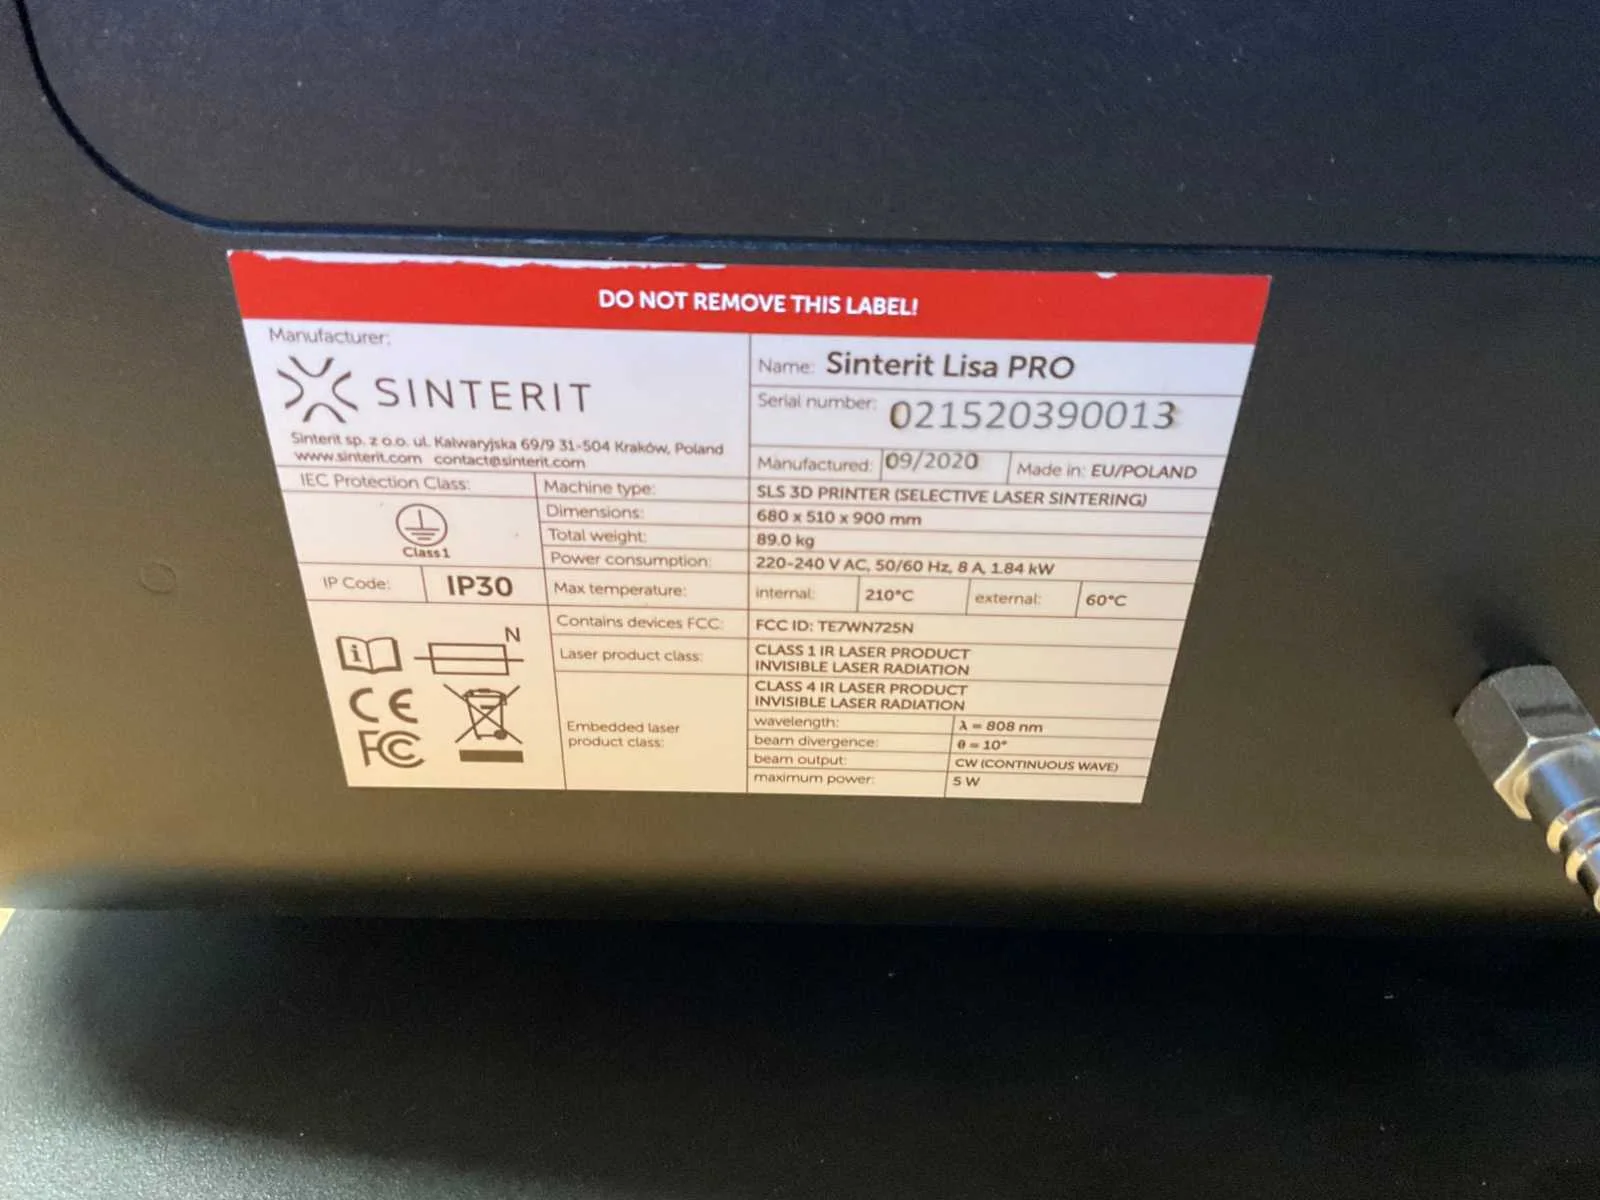 DO NOT REMOVE THIS LABEL!
Manufacturer:
SINTERIT
Sinterit sp. z o.o. ul. Kalwaryjska 69/9 31-504 Kraków, Poland
www.sinterit.com contact@sinterit.com
Name: Sinterit Lisa PRO
Serial number: 021520390013
Manufactured: 09/2020 Made in: EU/POLAND
IEC Protection Class:
Class 1
IP Code: IP30
N
CE
FC
Machine type: SLS 3D PRINTER (SELECTIVE LASER SINTERING)
Dimensions: 680 x 510 x 900 mm
Total weight: 89.0 kg
Power consumption: 220-240 V AC, 50/60 Hz, 8 A, 1.84 kW
Max temperature: internal: 210°C external: 60°C
Contains devices FCC: FCC ID: TE7WN725N
Laser product class: CLASS 1 IR LASER PRODUCT
INVISIBLE LASER RADIATION
Embedded laser
product class:
CLASS 4 IR LASER PRODUCT
INVISIBLE LASER RADIATION
wavelength: λ = 808 nm
beam divergence: θ = 10°
beam output: CW (CONTINUOUS WAVE)
maximum power: 5 W